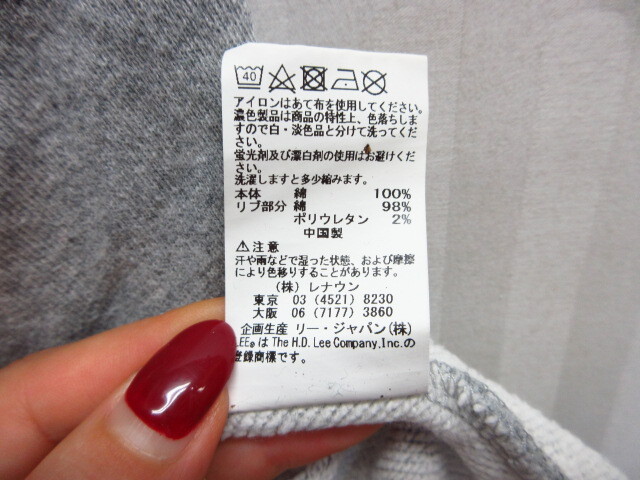 40
アイロンはあて布を使用してください。
濃色製品は商品の特性上、色落ちしま
すので白・淡色品と分けて洗ってくださ
い。
蛍光剤及び漂白剤の使用はお避けくださ
い。
洗濯しますと多少縮みます。
本体 綿 100%
リブ部分 綿 98%
ポリウレタン 2%
中国製
⚠注意
汗や雨などで湿った状態、および摩擦
により色移りすることがあります。
(株) レナウン
東京 03 (4521) 8230
大阪 06 (7177) 3860
企画生産 リー・ジャパン(株)
LEE® は THE H.D. LEE COMPANY, INC. の
登録商標です。